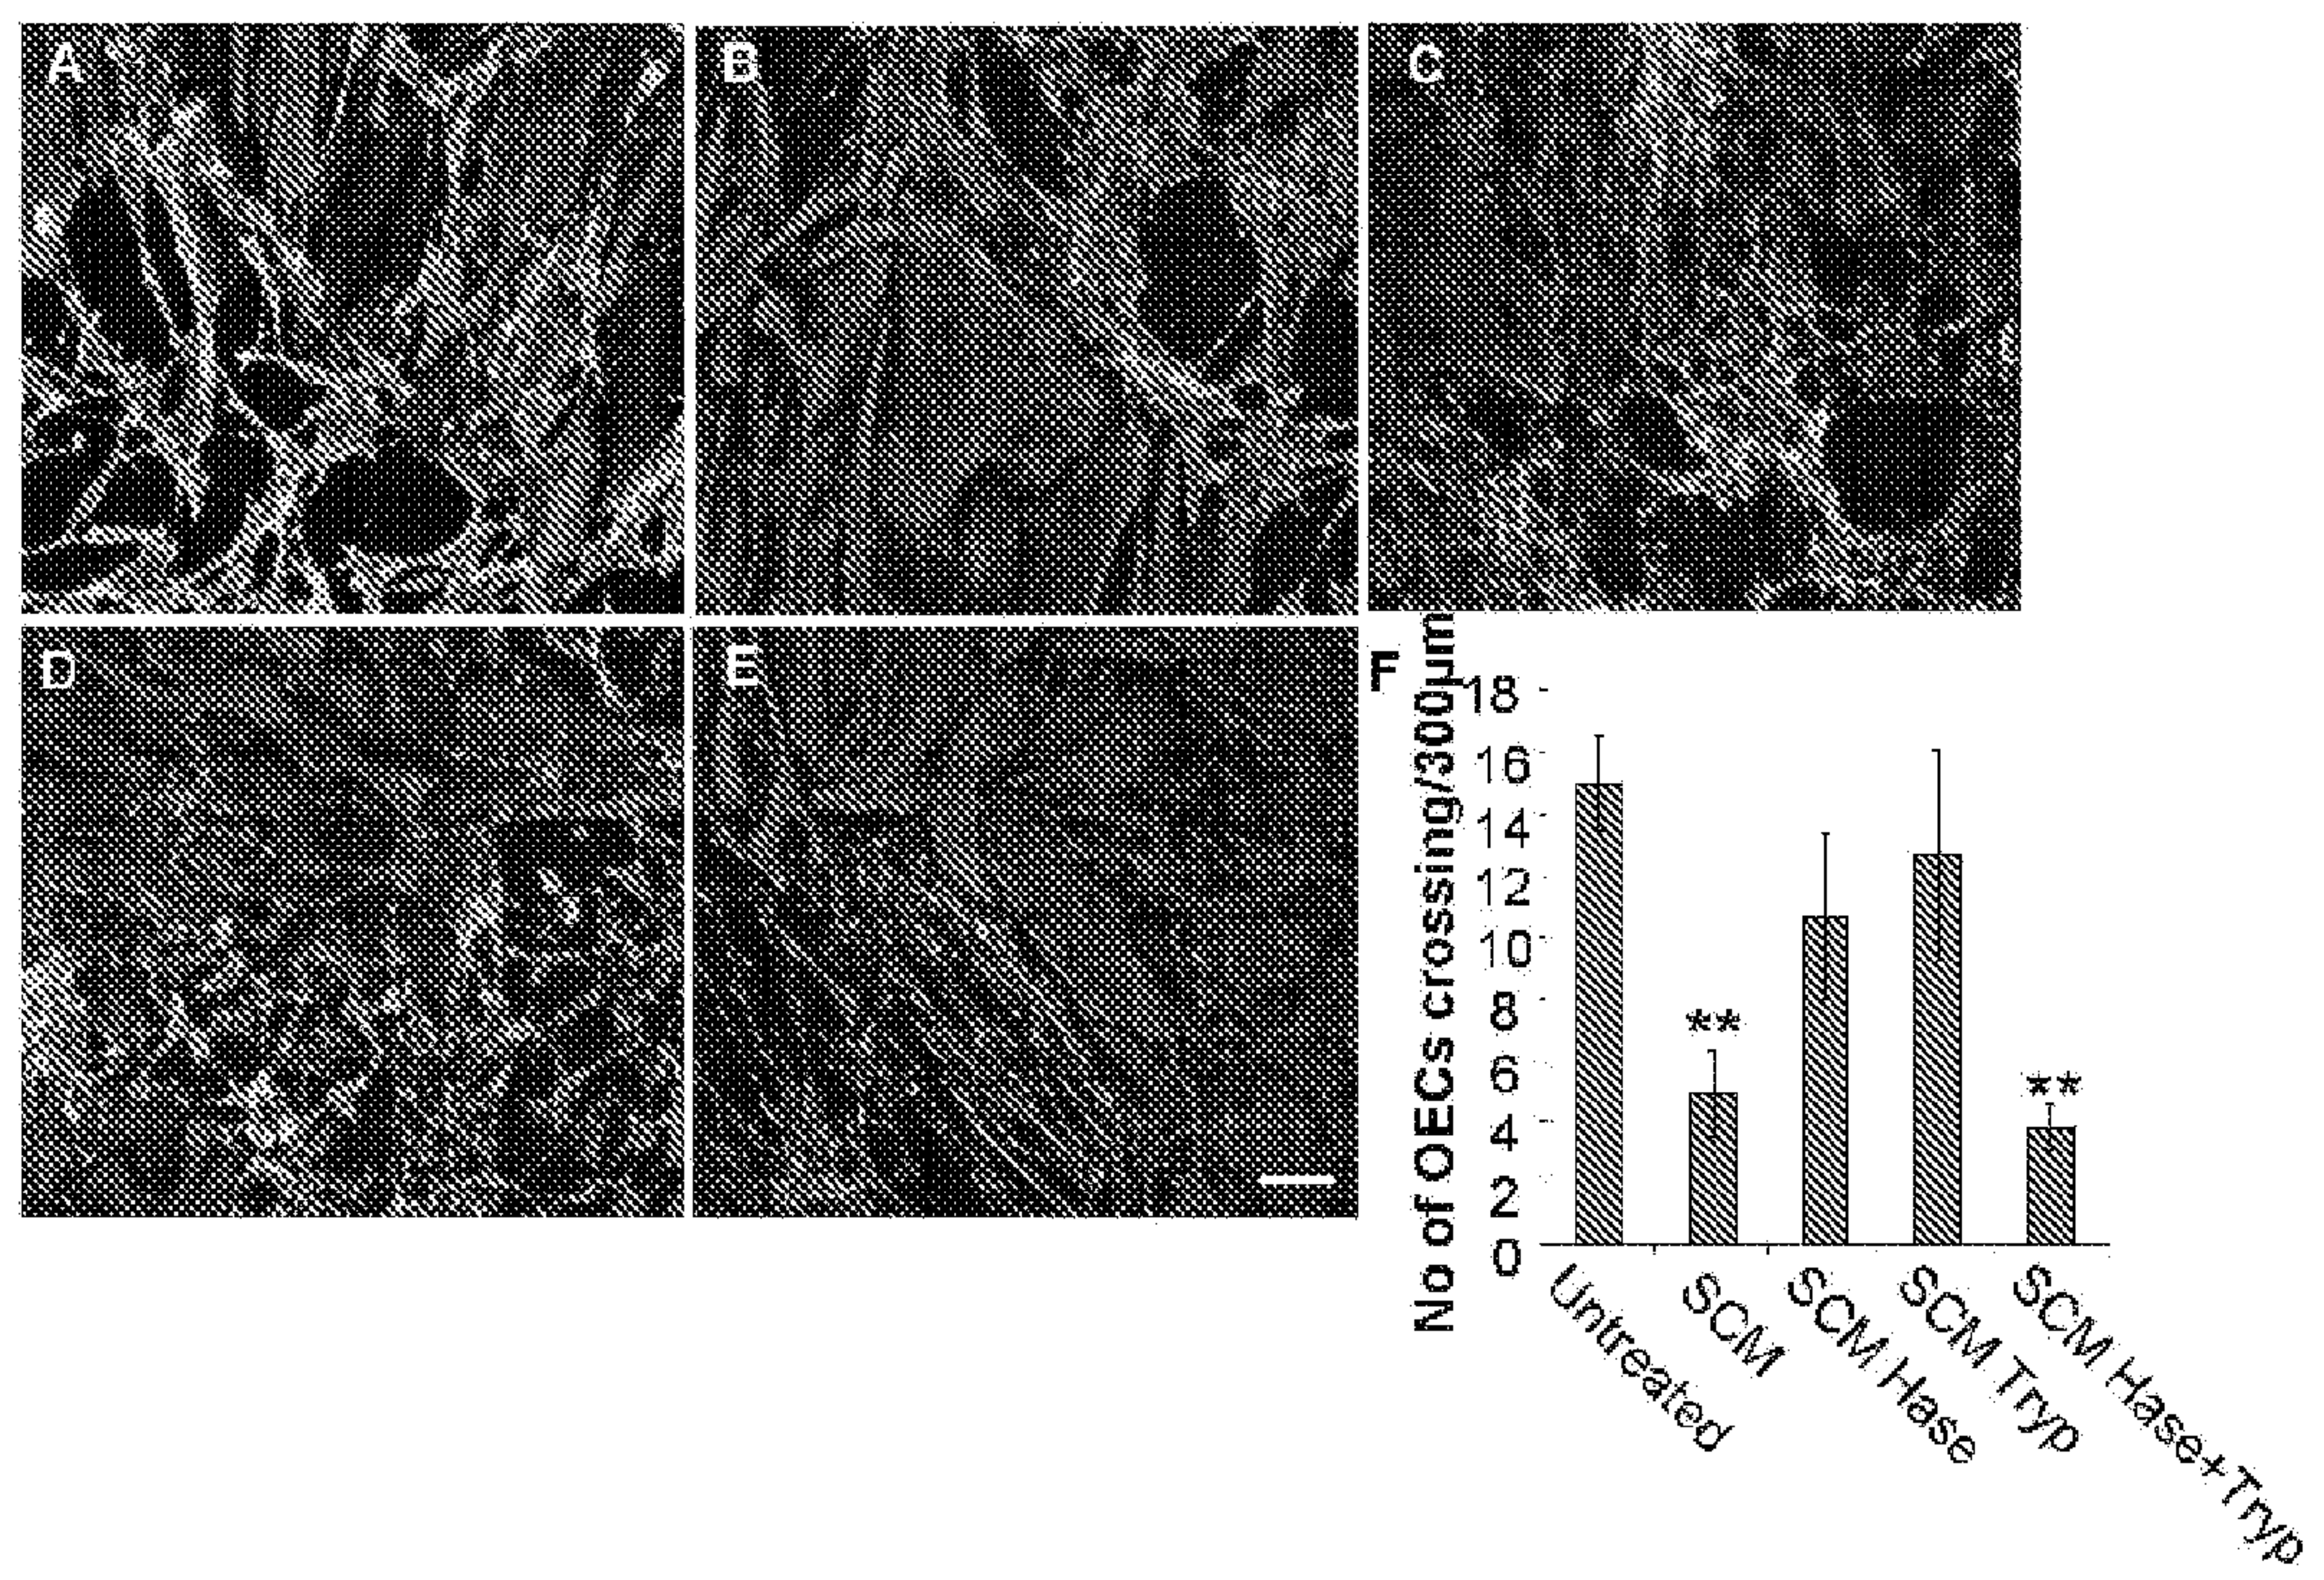 A
B
C
D
E
F
No of OECs crossing/300µm
18
16
14
12
10
8
6
4
2
0
**
**
Untreated
SCM
SCM Hase
SCM Tryp
SCM Hase+Tryp